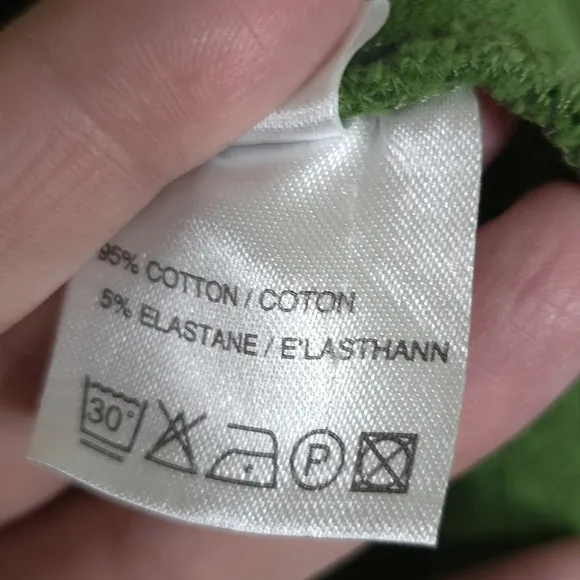 95% COTTON / COTON
5% ELASTANE / E'LASTHANN
30°
P